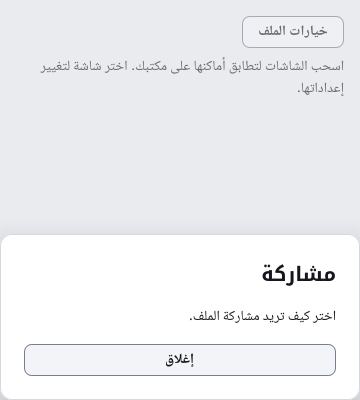 خيارات الملف
اسحب الشاشات لتطابق أماكنها على مكتبك. اختر شاشة لتغيير
إعداداتها.
مشاركة
اختر كيف تريد مشاركة الملف.
إغلاق